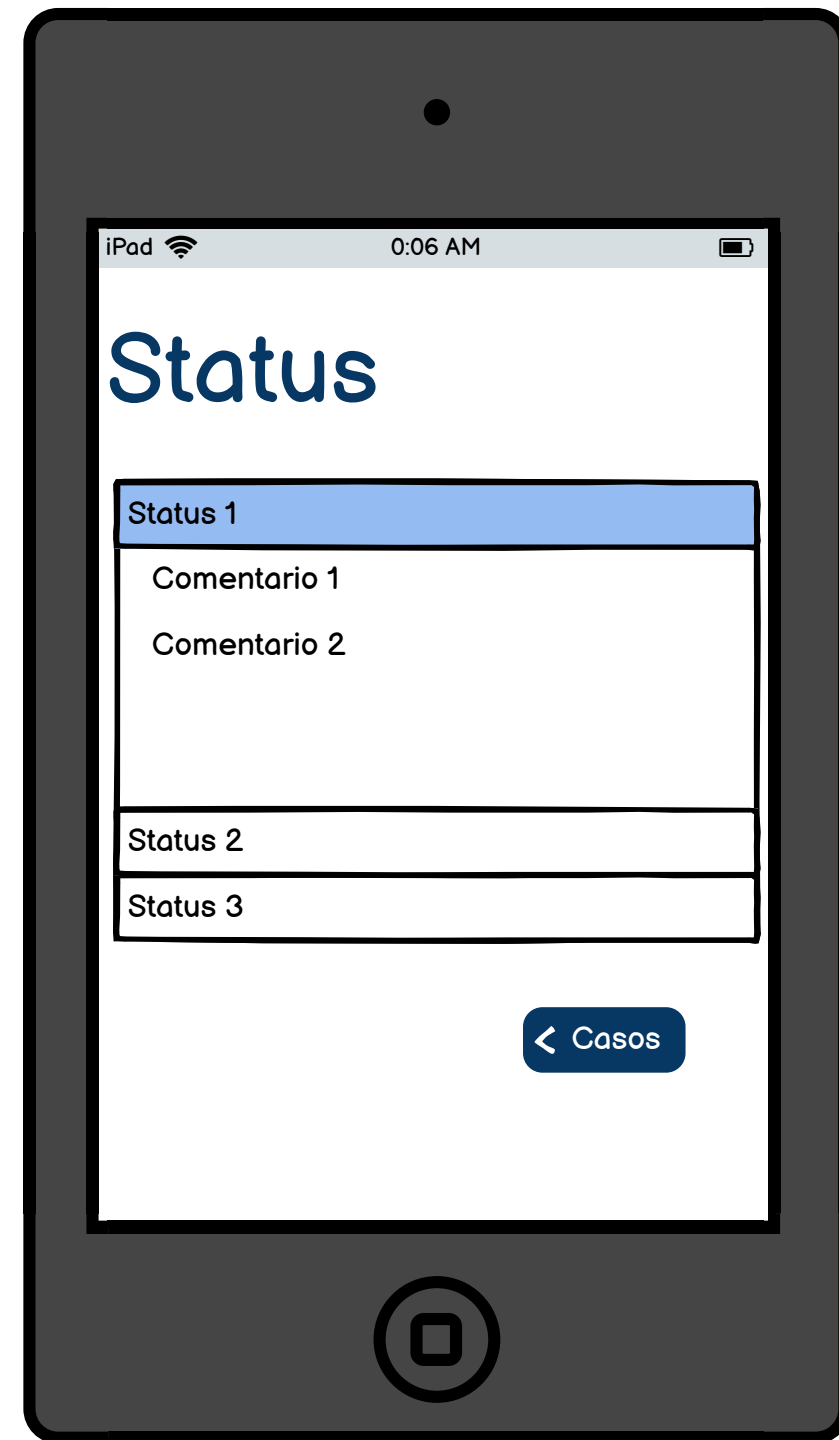 iPad 0:06 AM
Status
Status 1
Comentario 1
Comentario 2
Status 2
Status 3
Casos